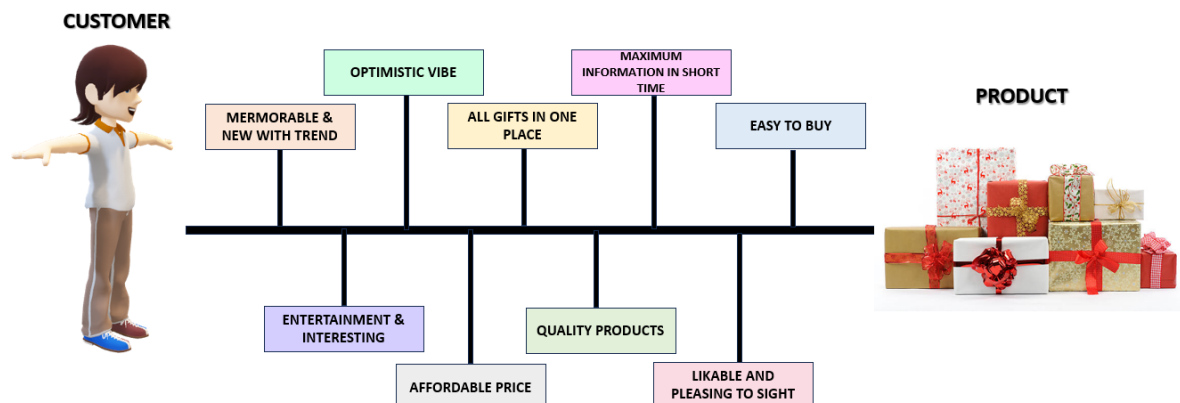 CUSTOMER
MERMORABLE &
NEW WITH TREND
OPTIMISTIC VIBE
ALL GIFTS IN ONE
PLACE
MAXIMUM
INFORMATION IN SHORT
TIME
EASY TO BUY
PRODUCT
ENTERTAINMENT &
INTERESTING
AFFORDABLE PRICE
QUALITY PRODUCTS
LIKABLE AND
PLEASING TO SIGHT